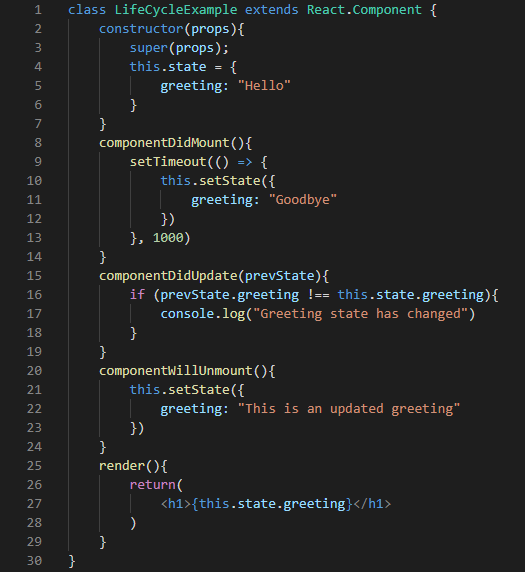 1 class LifeCycleExample extends React.Component {
2     constructor(props){
3         super(props);
4         this.state = {
5             greeting: "Hello"
6         }
7     }
8     componentDidMount(){
9         setTimeout(() => {
10             this.setState({
11                 greeting: "Goodbye"
12             })
13         }, 1000)
14     }
15     componentDidUpdate(prevState){
16         if (prevState.greeting !== this.state.greeting){
17             console.log("Greeting state has changed")
18         }
19     }
20     componentWillUnmount(){
21         this.setState({
22             greeting: "This is an updated greeting"
23         })
24     }
25     render(){
26         return(
27             <h1>{this.state.greeting}</h1>
28         )
29     }
30 }